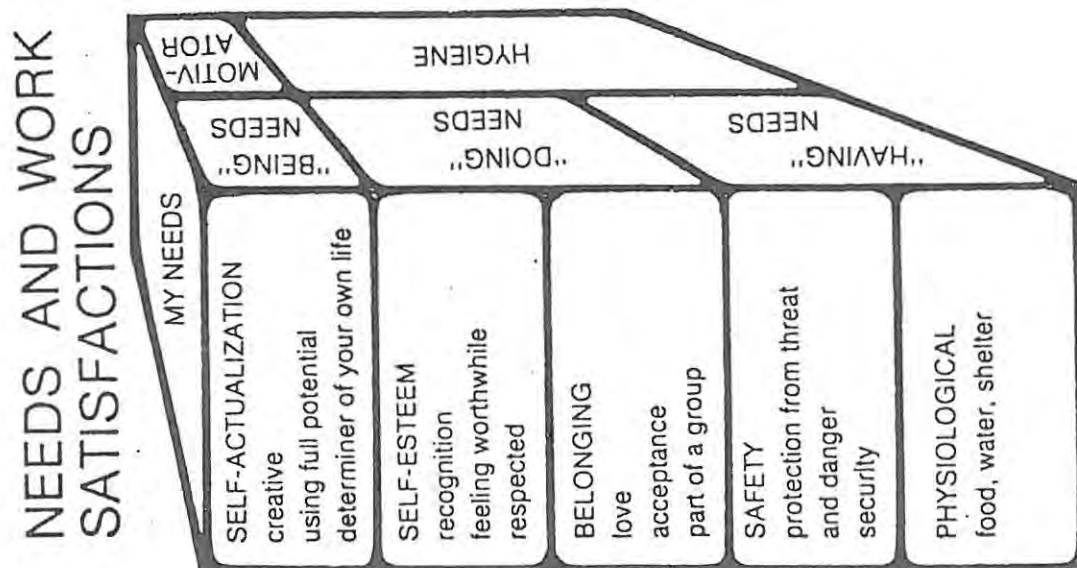 NEEDS AND WORK
SATISFACTIONS
MY NEEDS
SELF-ACTUALIZATION
creative
using full potential
determiner of your own life
SELF-ESTEEM
recognition
feeling worthwhile
respected
BELONGING
love
acceptance
part of a group
SAFETY
protection from threat
and danger
security
PHYSIOLOGICAL
food, water, shelter
"BEING"
NEEDS
"DOING"
NEEDS
"HAVING"
NEEDS
MOTIV-
ATOR
HYGIENE